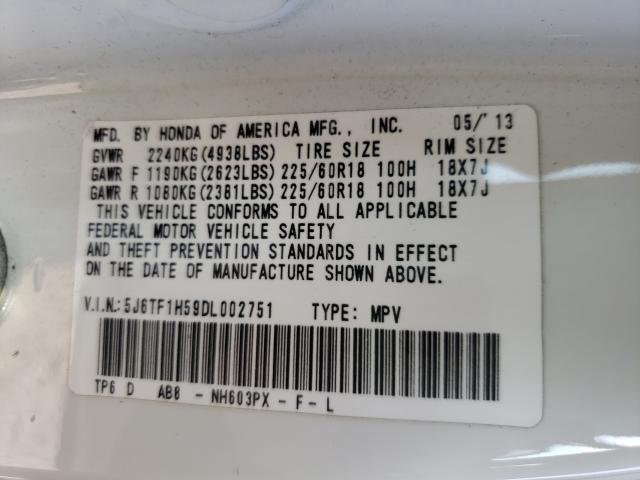 MFD. BY HONDA OF AMERICA MFG., INC. 05/'13
GVWR 2240KG(4938LBS) TIRE SIZE RIM SIZE
GAWR F 1190KG(2623LBS) 225/60R18 100H 18X7J
GAWR R 1080KG(2381LBS) 225/60R18 100H 18X7J
THIS VEHICLE CONFORMS TO ALL APPLICABLE
FEDERAL MOTOR VEHICLE SAFETY
AND THEFT PREVENTION STANDARDS IN EFFECT
ON THE DATE OF MANUFACTURE SHOWN ABOVE.
V.I.N.: 5J6TF1H59DL002751 TYPE: MPV
TP6 D AB8 - NH603PX - F - L